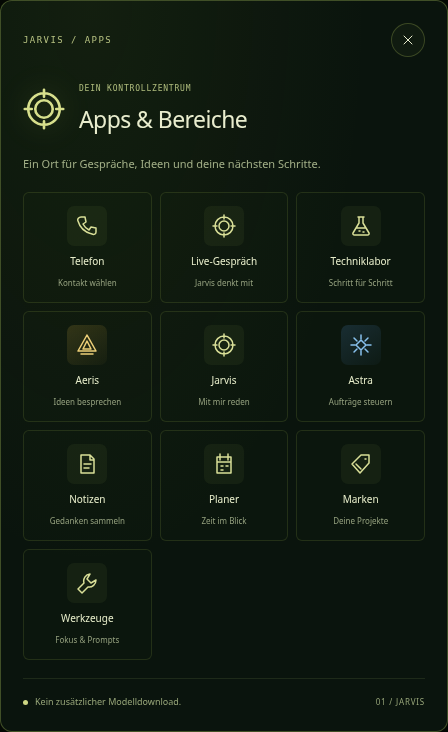 JARVIS / APPS
DEIN KONTROLLZENTRUM
Apps & Bereiche
Ein Ort für Gespräche, Ideen und deine nächsten Schritte.
Telefon
Kontakt wählen
Live-Gespräch
Jarvis denkt mit
Techniklabor
Schritt für Schritt
Aeris
Ideen besprechen
Jarvis
Mit mir reden
Astra
Aufträge steuern
Notizen
Gedanken sammeln
Planer
Zeit im Blick
Marken
Deine Projekte
Werkzeuge
Fokus & Prompts
Kein zusätzlicher Modelldownload.
01 / JARVIS